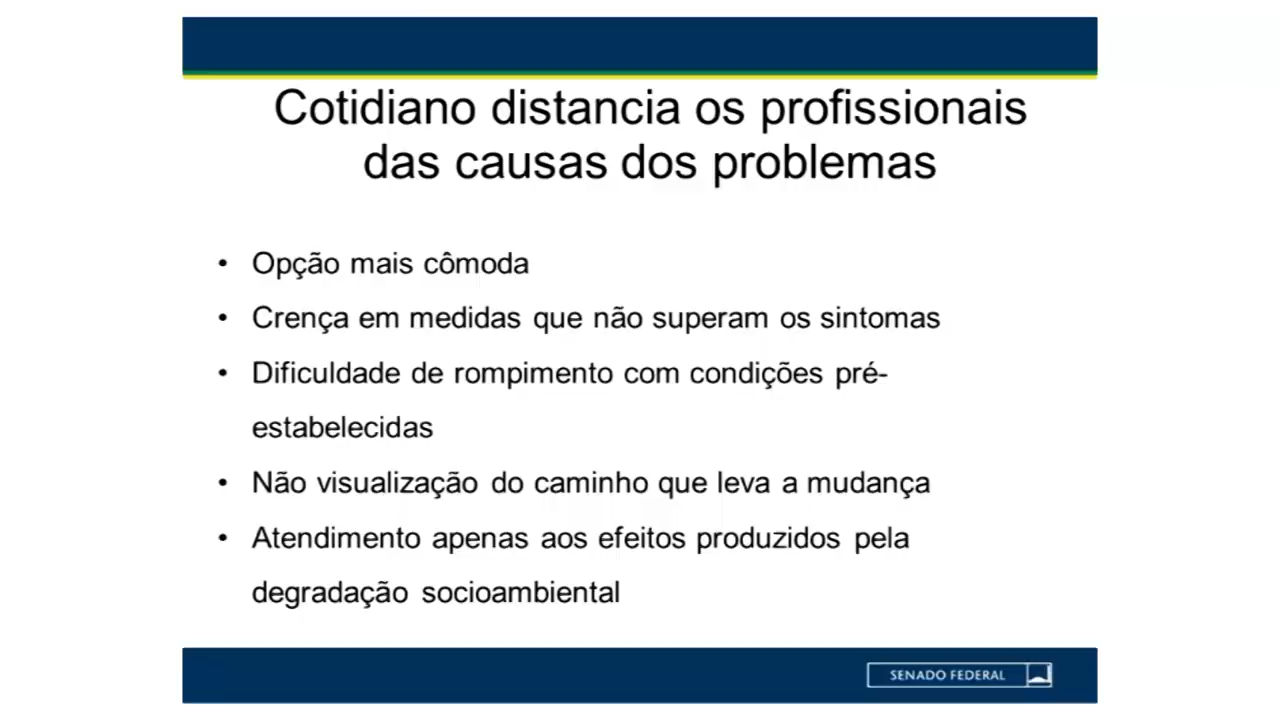 Cotidiano distancia os profissionais
das causas dos problemas
• Opção mais cômoda
• Crença em medidas que não superam os sintomas
• Dificuldade de rompimento com condições pré-
estabelecidas
• Não visualização do caminho que leva a mudança
• Atendimento apenas aos efeitos produzidos pela
degradação socioambiental
SENADO FEDERAL